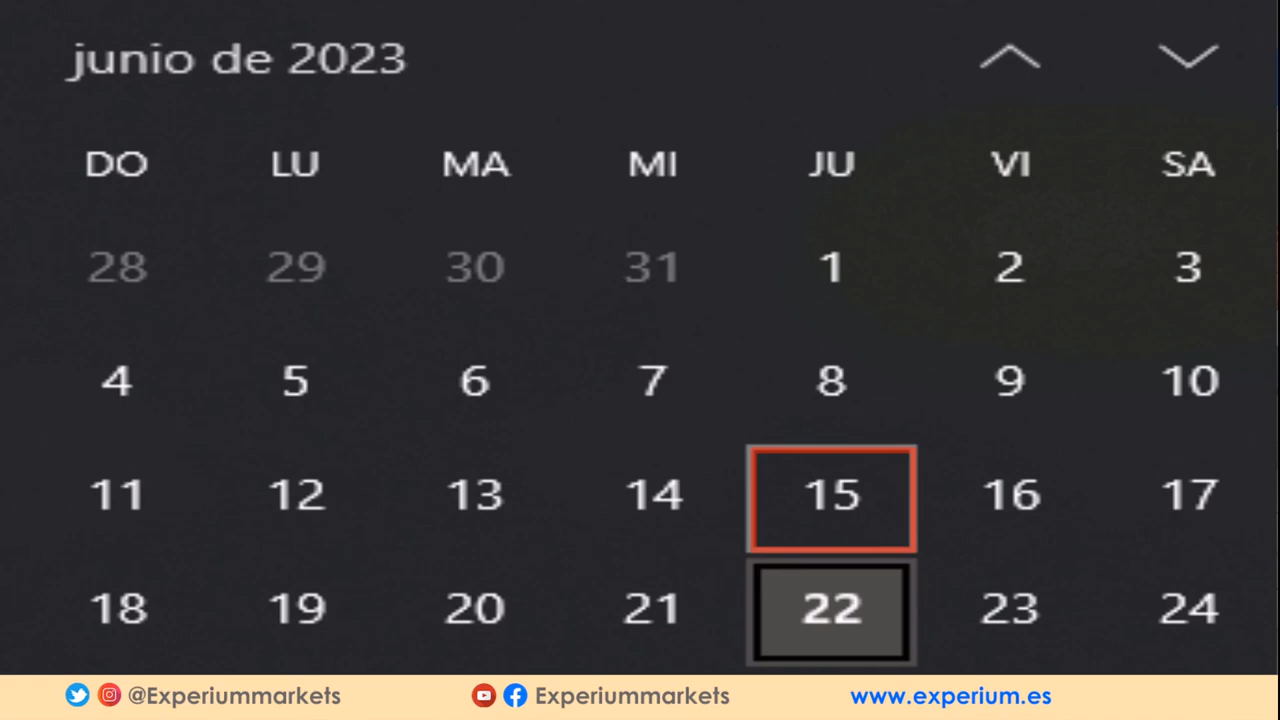 junio de 2023
DO LU MA MI JU VI SA
28 29 30 31 1 2 3
4 5 6 7 8 9 10
11 12 13 14 15 16 17
18 19 20 21 22 23 24
@Experiummarkets Experiummarkets www.experium.es